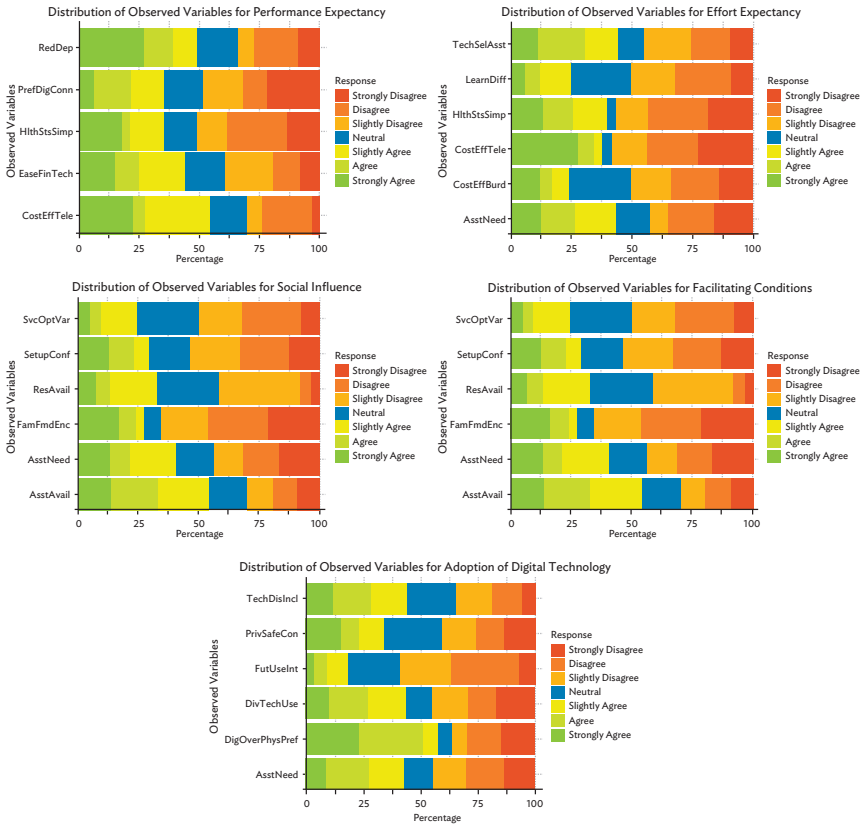 Distribution of Observed Variables for Performance Expectancy
Observed Variables
RedDep
PrefDigConn
HlthStsSimp
EaseFinTech
CostEffTele
0 25 50 75 100
Percentage
Response
Strongly Disagree
Disagree
Slightly Disagree
Neutral
Slightly Agree
Agree
Strongly Agree
Distribution of Observed Variables for Effort Expectancy
Observed Variables
TechSelAsst
LearnDiff
HlthStsSimp
CostEffTele
CostEffBurd
AsstNeed
0 25 50 75 100
Percentage
Response
Strongly Disagree
Disagree
Slightly Disagree
Neutral
Slightly Agree
Agree
Strongly Agree
Distribution of Observed Variables for Social Influence
Observed Variables
SvcOptVar
SetupConf
ResAvail
FamFmdEnc
AsstNeed
AsstAvail
0 25 50 75 100
Percentage
Response
Strongly Disagree
Disagree
Slightly Disagree
Neutral
Slightly Agree
Agree
Strongly Agree
Distribution of Observed Variables for Facilitating Conditions
Observed Variables
SvcOptVar
SetupConf
ResAvail
FamFmdEnc
AsstNeed
AsstAvail
0 25 50 75 100
Percentage
Response
Strongly Disagree
Disagree
Slightly Disagree
Neutral
Slightly Agree
Agree
Strongly Agree
Distribution of Observed Variables for Adoption of Digital Technology
Observed Variables
TechDisIncl
PrivSafeCon
FutUseInt
DivTechUse
DigOverPhysPref
AsstNeed
0 25 50 75 100
Percentage
Response
Strongly Disagree
Disagree
Slightly Disagree
Neutral
Slightly Agree
Agree
Strongly Agree